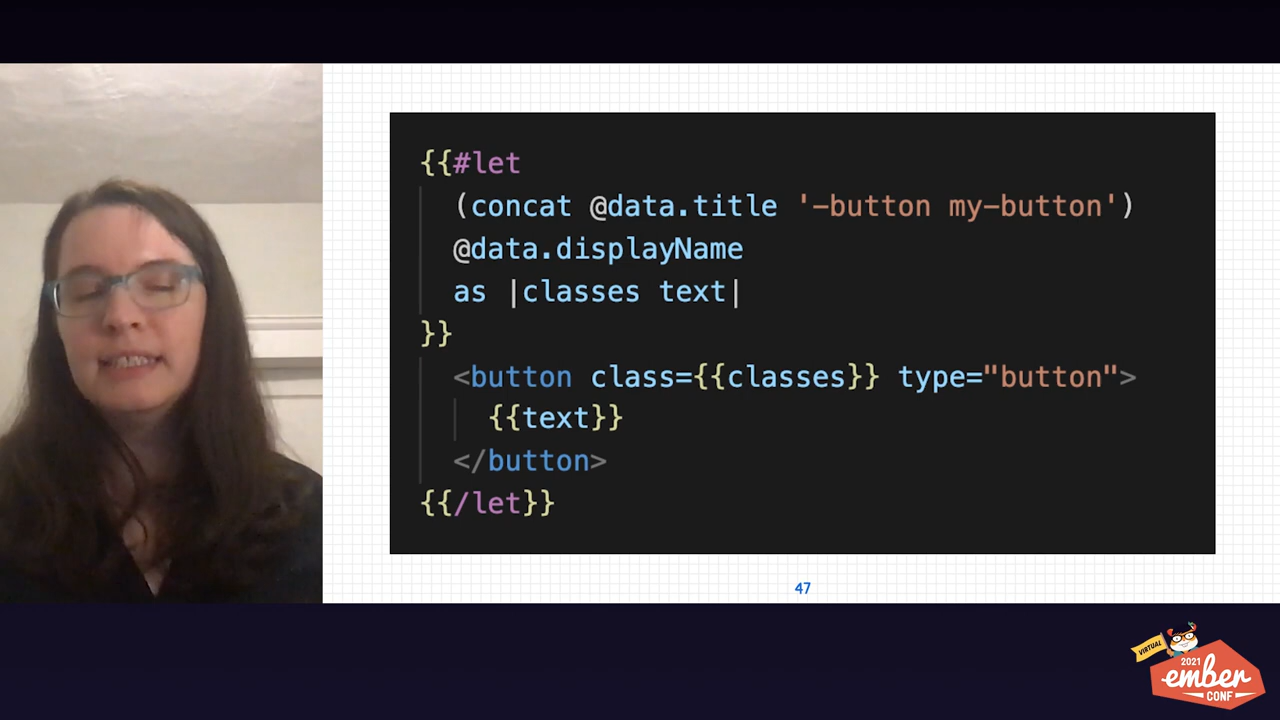 {{#let
(concat @data.title '-button my-button')
@data.displayName
as |classes text|
}}
<button class={{classes}} type="button">
{{text}}
</button>
{{/let}}
47
VIRTUAL
2021
ember
CONF